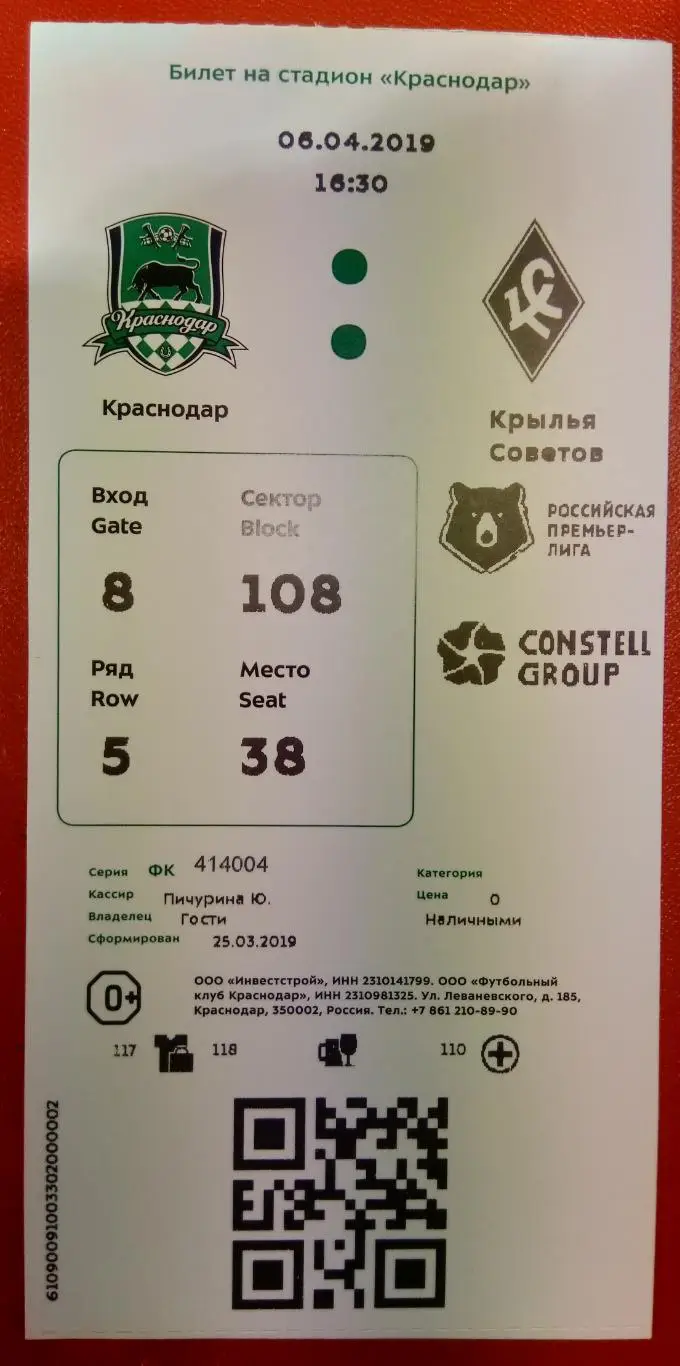 Билет на стадион «Краснодар»
06.04.2019
16:30
Краснодар
КС
Краснодар
Крылья
Советов
Вход
Gate
Сектор
Block
8
108
Ряд
Row
Место
Seat
5
38
РОССИЙСКАЯ
ПРЕМЬЕР-
ЛИГА
CONSTELL
GROUP
Серия ФК 414004
Кассир Пичурина Ю.
Владелец Гости
Сформирован 25.03.2019
Категория
Цена 0
Наличными
0+
ООО «Инвестстрой», ИНН 2310141799. ООО «Футбольный
клуб Краснодар», ИНН 2310981325. Ул. Леваневского, д. 185,
Краснодар, 350002, Россия. Тел.: +7 861 210-89-90
117 118 110
6109009100330200002